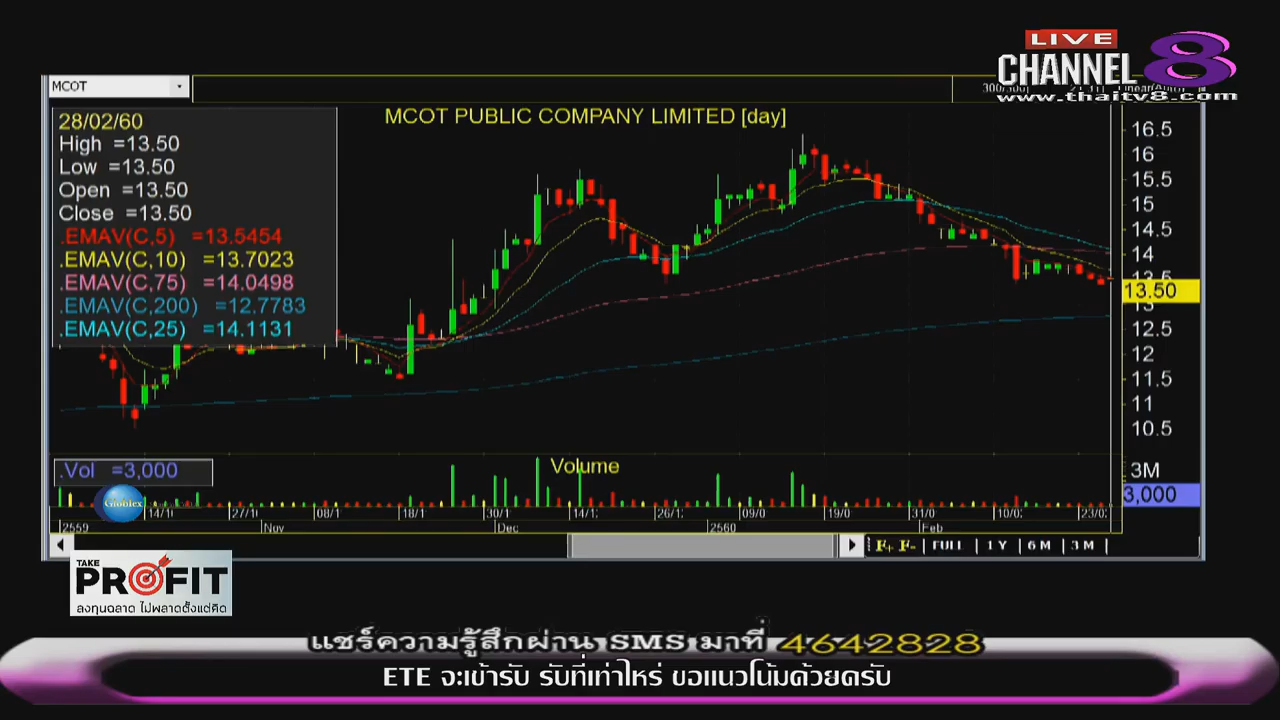 LIVE
CHANNEL 8
www.thaitv8.com
MCOT
300/300
MCOT PUBLIC COMPANY LIMITED [day]
28/02/60
High =13.50
Low =13.50
Open =13.50
Close =13.50
.EMAV(C,5) =13.5454
.EMAV(C,10) =13.7023
.EMAV(C,75) =14.0498
.EMAV(C,200) =12.7783
.EMAV(C,25) =14.1131
16.5
16
15.5
15
14.5
14
13.5
13.50
13
12.5
12
11.5
11
10.5
.Vol =3,000
Volume
3M
3,000
Globlex
14/1 27/1 08/1 18/1 30/1 14/1 26/1 09/0 19/0 31/0 10/0 23/0
2559 Nov Dec 2560 Feb
F+ F- FULL 1 Y 6 M 3 M
TAKE
PROFIT
ลงทุนฉลาด ไม่พลาดตั้งแต่คิด
แชร์ความรู้สึกผ่าน SMS มาที่ 4642828
ETE จะเข้ารับ รับที่เท่าไหร่ ขอแนวโน้มด้วยครับ